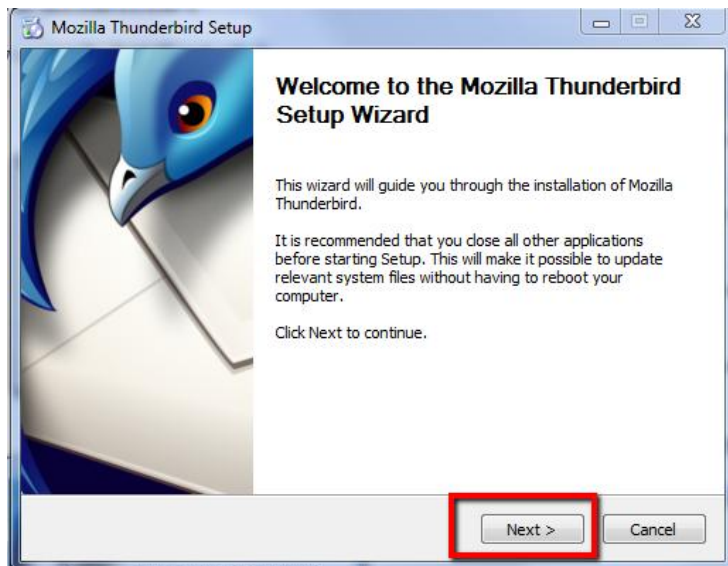 Mozilla Thunderbird Setup
Welcome to the Mozilla Thunderbird
Setup Wizard
This wizard will guide you through the installation of Mozilla
Thunderbird.
It is recommended that you close all other applications
before starting Setup. This will make it possible to update
relevant system files without having to reboot your
computer.
Click Next to continue.
Next >
Cancel